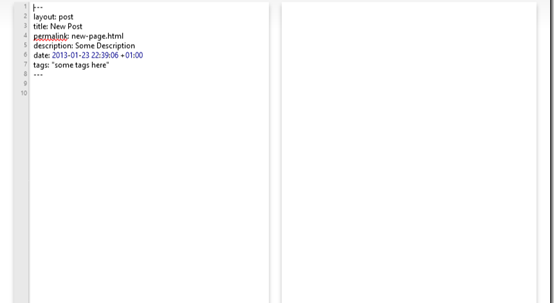 1 ---
2 layout: post
3 title: New Post
4 permalink: new-page.html
5 description: Some Description
6 date: 2013-01-23 22:39:06 +01:00
7 tags: "some tags here"
8 ---
9
10